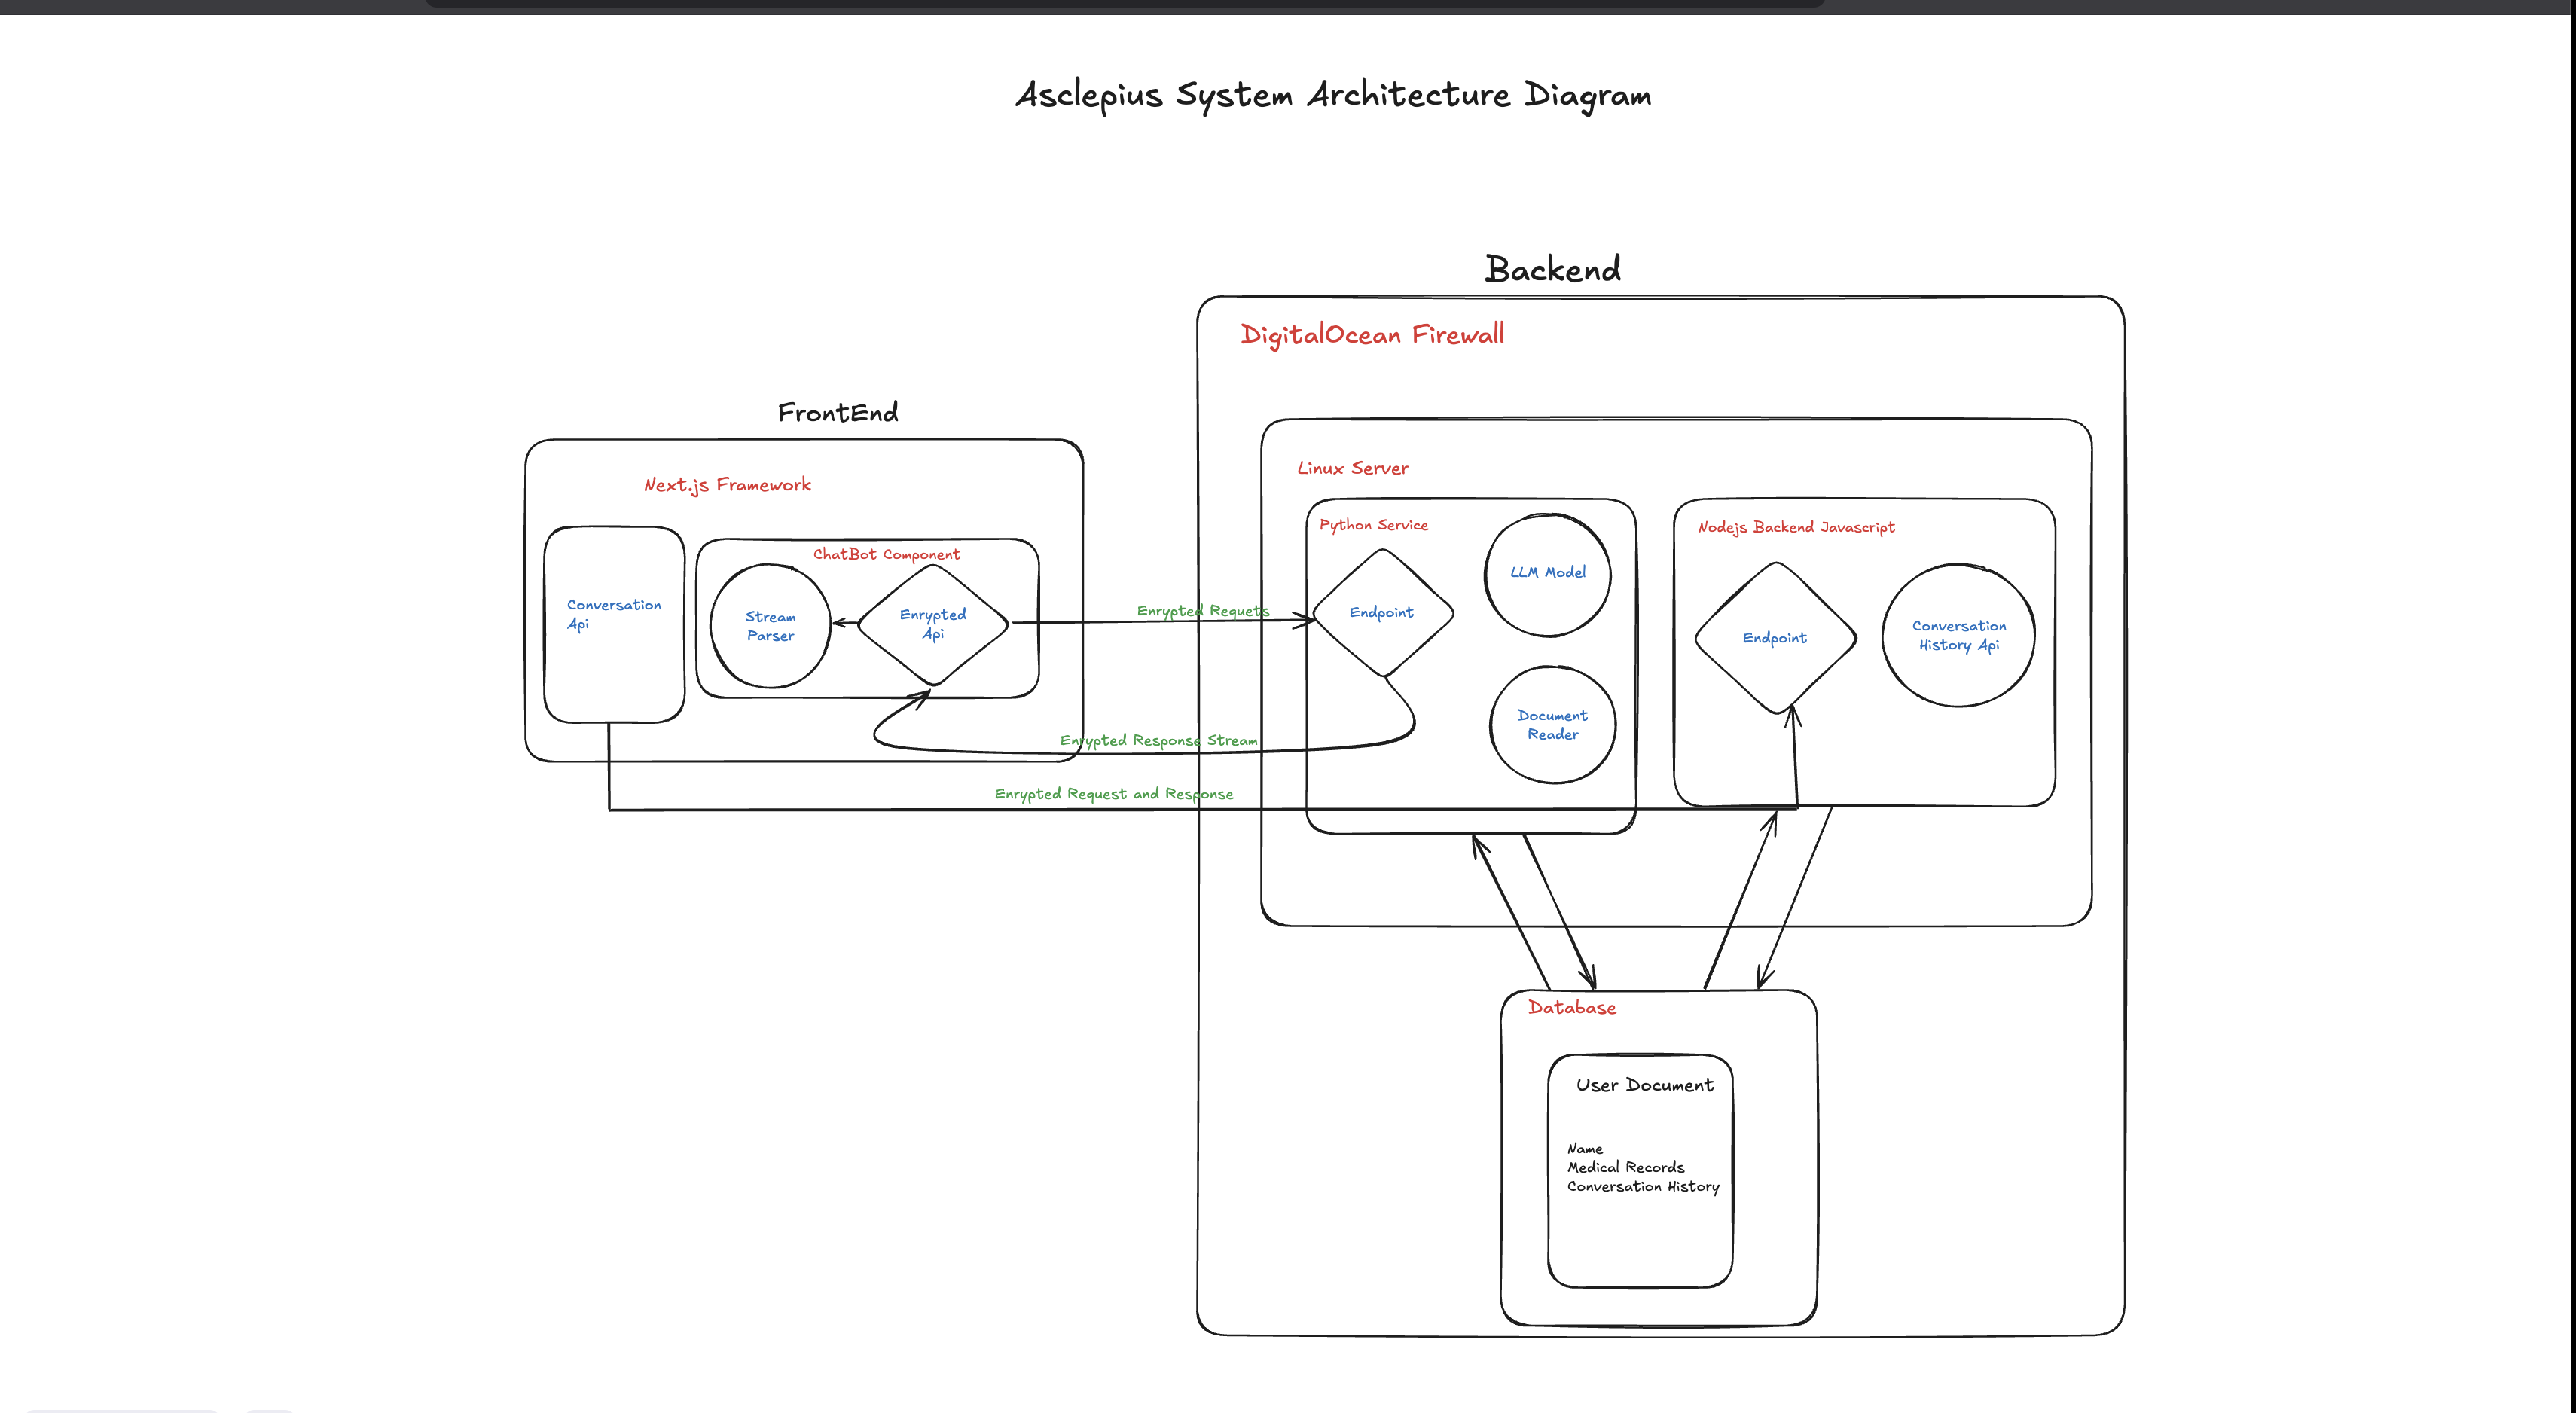 Asclepius System Architecture Diagram
Backend
DigitalOcean Firewall
FrontEnd
Next.js Framework
Conversation
Api
ChatBot Component
Stream
Parser
Enrypted
Api
Enrypted Requets
Enrypted Response Stream
Enrypted Request and Response
Linux Server
Python Service
Endpoint
LLM Model
Document
Reader
Nodejs Backend Javascript
Endpoint
Conversation
History Api
Database
User Document
Name
Medical Records
Conversation History